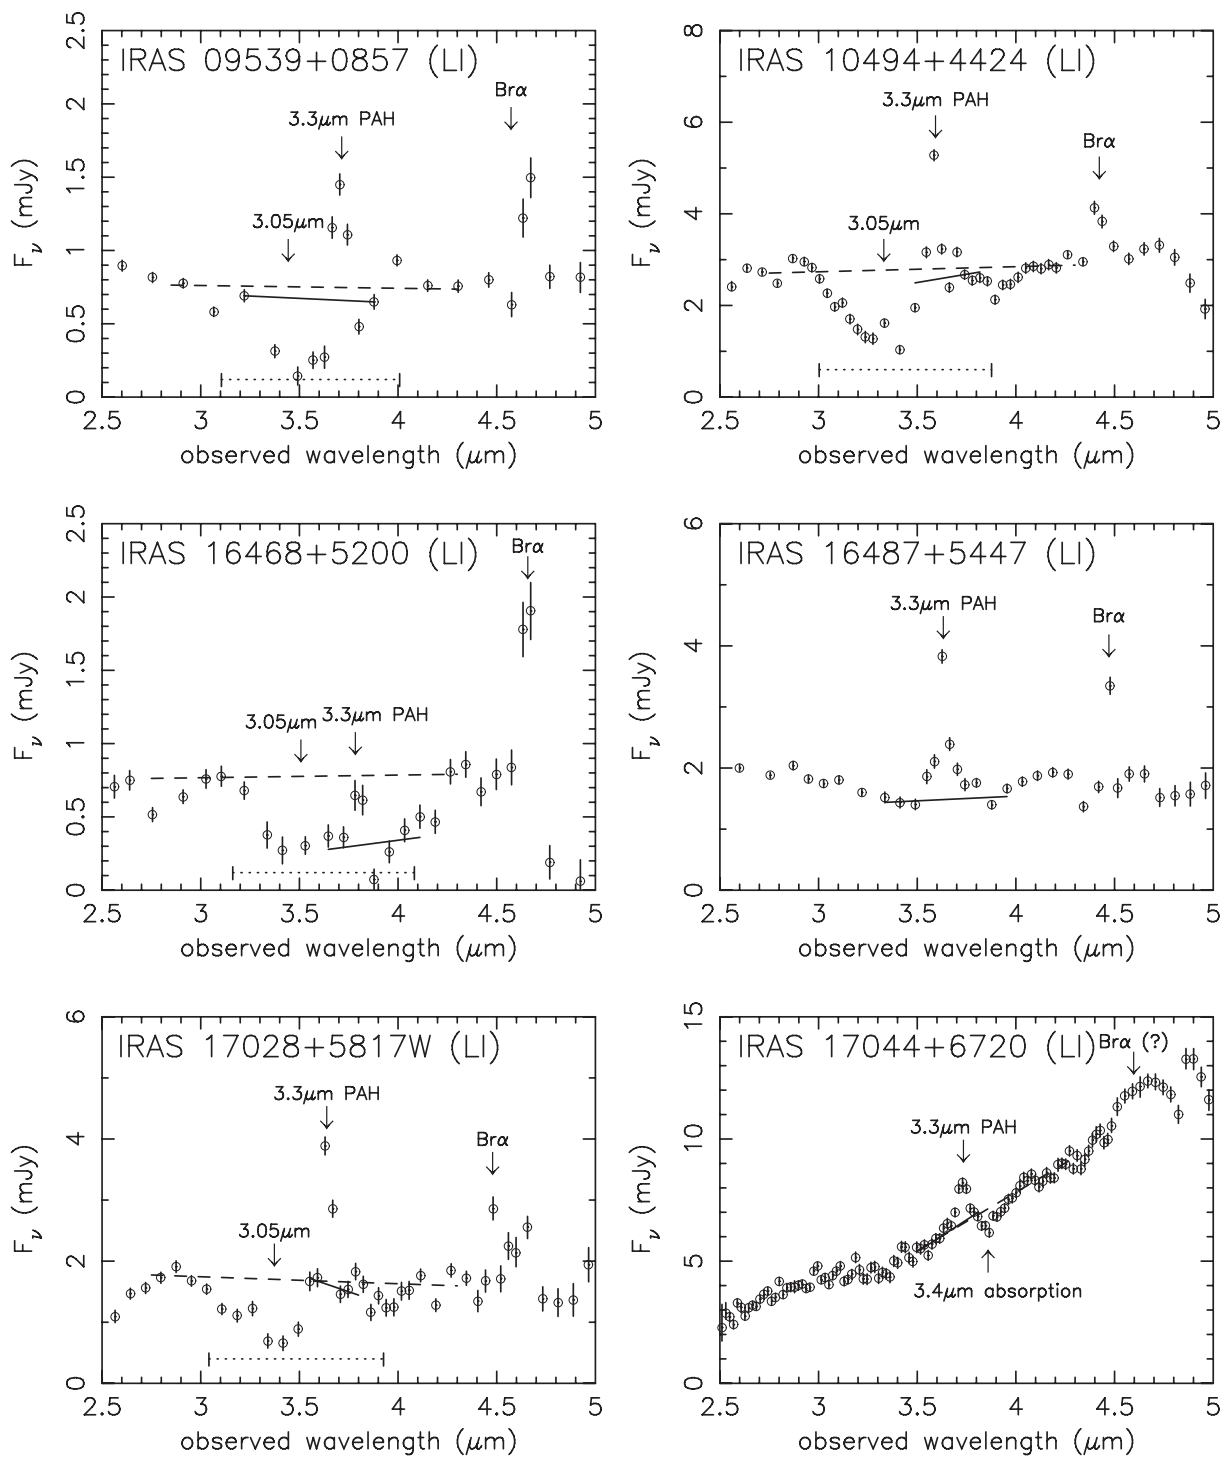 IRAS 09539+0857 (LI)
Brα
3.3μm PAH
3.05μm
2.5
2
1.5
1
0.5
0
Fν (mJy)
2.5 3 3.5 4 4.5 5
observed wavelength (μm)
IRAS 10494+4424 (LI)
3.3μm PAH
Brα
3.05μm
8
6
4
2
0
Fν (mJy)
2.5 3 3.5 4 4.5 5
observed wavelength (μm)
IRAS 16468+5200 (LI)
Brα
3.05μm 3.3μm PAH
2.5
2
1.5
1
0.5
0
Fν (mJy)
2.5 3 3.5 4 4.5 5
observed wavelength (μm)
IRAS 16487+5447 (LI)
3.3μm PAH
Brα
6
4
2
0
Fν (mJy)
2.5 3 3.5 4 4.5 5
observed wavelength (μm)
IRAS 17028+5817W (LI)
3.3μm PAH
Brα
3.05μm
6
4
2
0
Fν (mJy)
2.5 3 3.5 4 4.5 5
observed wavelength (μm)
IRAS 17044+6720 (LI)
Brα (?)
3.3μm PAH
3.4μm absorption
15
10
5
0
Fν (mJy)
2.5 3 3.5 4 4.5 5
observed wavelength (μm)